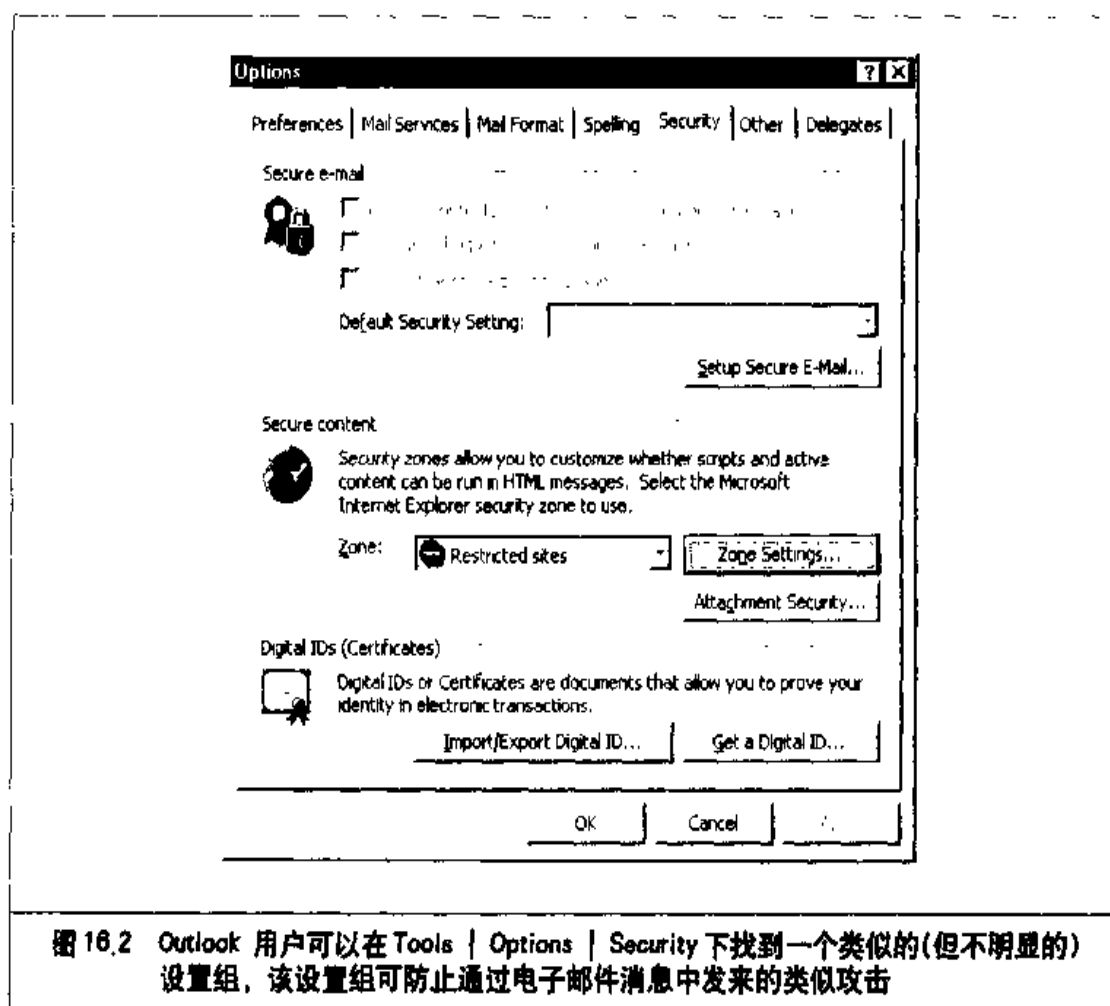 Options
Preferences | Mail Services | Mail Format | Spelling Security | Other | Delegates |
Secure e-mail
Default Security Setting:
Setup Secure E-Mail...
Secure content
Security zones allow you to customize whether scripts and active
content can be run in HTML messages. Select the Microsoft
Internet Explorer security zone to use.
Zone: Restricted sites Zone Settings...
Attachment Security...
Digital IDs (Certificates)
Digital IDs or Certificates are documents that allow you to prove your
identity in electronic transactions.
Import/Export Digital ID... Get a Digital ID...
OK Cancel
图 16.2 Outlook 用户可以在 Tools | Options | Security 下找到一个类似的(但不明显的)
设置组，该设置组可防止通过电子邮件消息中发来的类似攻击